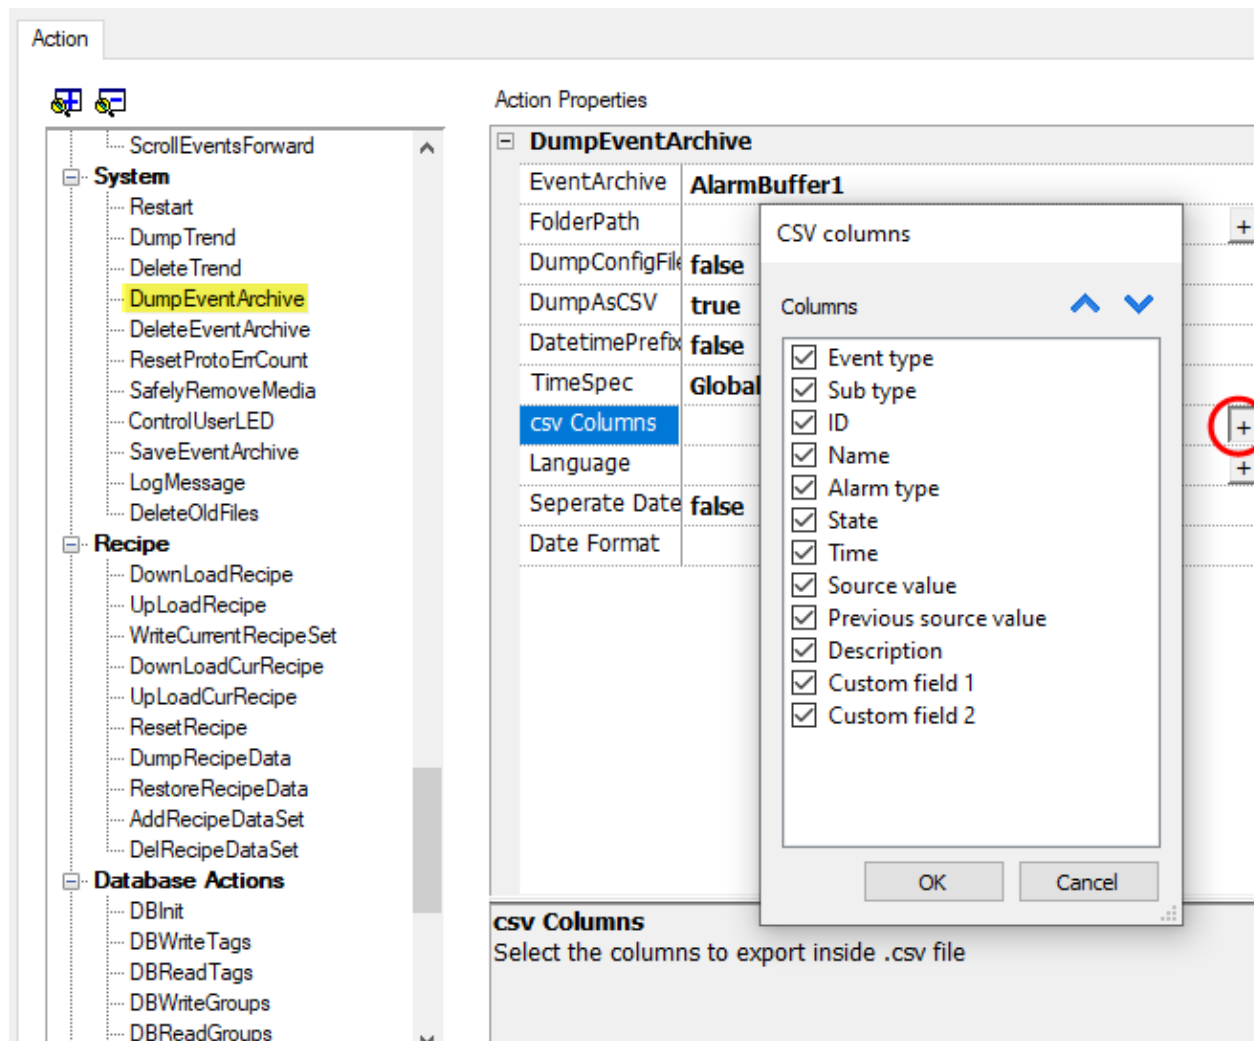 Action
Action Properties
ScrollEventsForward
System
Restart
DumpTrend
DeleteTrend
DumpEventArchive
DeleteEventArchive
ResetProtoErrCount
SafelyRemoveMedia
ControlUserLED
SaveEventArchive
LogMessage
DeleteOldFiles
Recipe
DownLoadRecipe
UpLoadRecipe
WriteCurrentRecipeSet
DownLoadCurRecipe
UpLoadCurRecipe
ResetRecipe
DumpRecipeData
RestoreRecipeData
AddRecipeDataSet
DelRecipeDataSet
Database Actions
DBInit
DBWriteTags
DBReadTags
DBWriteGroups
DBReadGroups
DumpEventArchive
EventArchive AlarmBuffer1
FolderPath +
DumpConfigFile false
DumpAsCSV true
DatetimePrefix false
TimeSpec Global
csv Columns +
Language +
Seperate Date false
Date Format
CSV columns
Columns
Event type
Sub type
ID
Name
Alarm type
State
Time
Source value
Previous source value
Description
Custom field 1
Custom field 2
OK Cancel
csv Columns
Select the columns to export inside .csv file